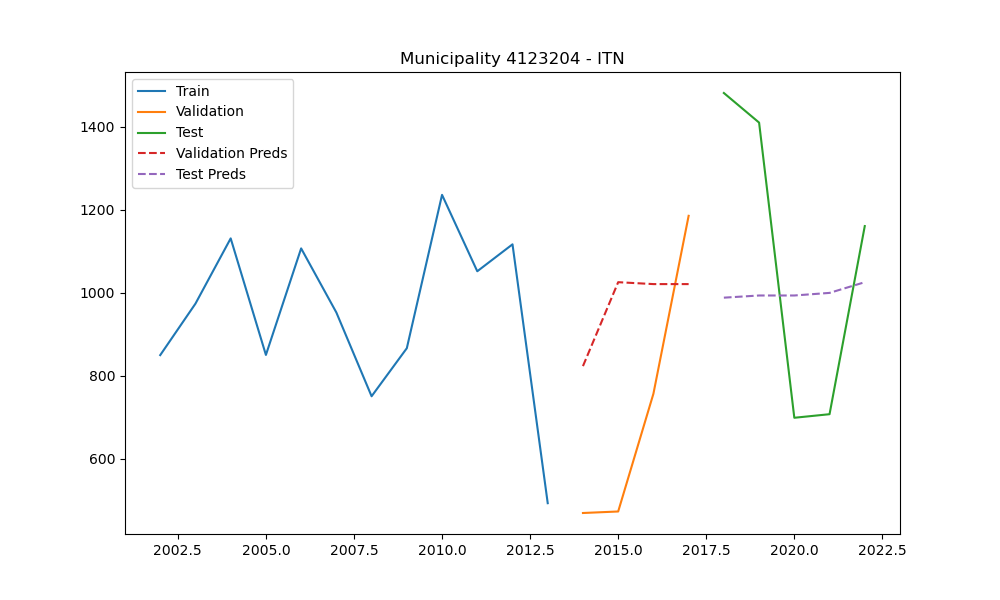 Municipality 4123204 - ITN
Train
Validation
Test
Validation Preds
Test Preds
1400
1200
1000
800
600
2002.5 2005.0 2007.5 2010.0 2012.5 2015.0 2017.5 2020.0 2022.5